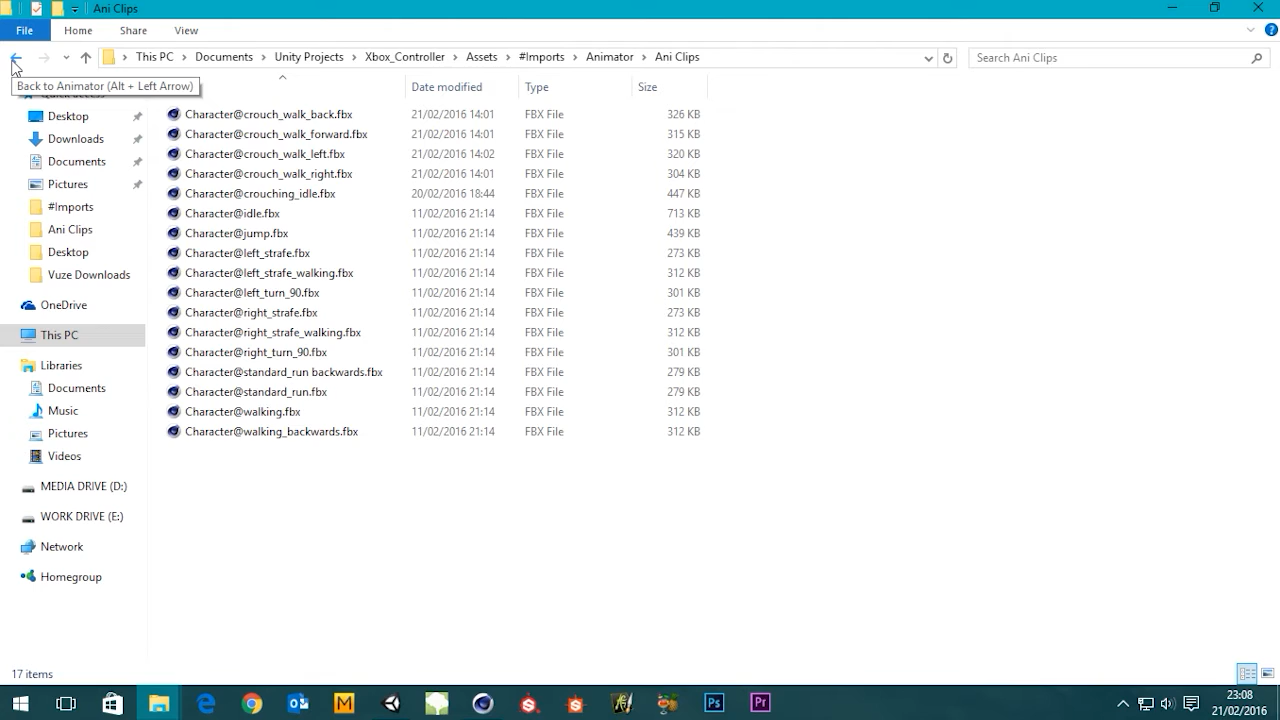 Ani Clips
File Home Share View
This PC Documents Unity Projects Xbox_Controller Assets #Imports Animator Ani Clips Search Ani Clips
Back to Animator (Alt + Left Arrow)
Date modified Type Size
Desktop
Downloads
Documents
Pictures
#Imports
Ani Clips
Desktop
Vuze Downloads
OneDrive
This PC
Libraries
Documents
Music
Pictures
Videos
MEDIA DRIVE (D:)
WORK DRIVE (E:)
Network
Homegroup
Character@crouch_walk_back.fbx 21/02/2016 14:01 FBX File 326 KB
Character@crouch_walk_forward.fbx 21/02/2016 14:01 FBX File 315 KB
Character@crouch_walk_left.fbx 21/02/2016 14:02 FBX File 320 KB
Character@crouch_walk_right.fbx 21/02/2016 14:01 FBX File 304 KB
Character@crouching_idle.fbx 20/02/2016 18:44 FBX File 447 KB
Character@idle.fbx 11/02/2016 21:14 FBX File 713 KB
Character@jump.fbx 11/02/2016 21:14 FBX File 439 KB
Character@left_strafe.fbx 11/02/2016 21:14 FBX File 273 KB
Character@left_strafe_walking.fbx 11/02/2016 21:14 FBX File 312 KB
Character@left_turn_90.fbx 11/02/2016 21:14 FBX File 301 KB
Character@right_strafe.fbx 11/02/2016 21:14 FBX File 273 KB
Character@right_strafe_walking.fbx 11/02/2016 21:14 FBX File 312 KB
Character@right_turn_90.fbx 11/02/2016 21:14 FBX File 301 KB
Character@standard_run backwards.fbx 11/02/2016 21:14 FBX File 279 KB
Character@standard_run.fbx 11/02/2016 21:14 FBX File 279 KB
Character@walking.fbx 11/02/2016 21:14 FBX File 312 KB
Character@walking_backwards.fbx 11/02/2016 21:14 FBX File 312 KB
17 items
M Ps Pr
23:08
21/02/2016